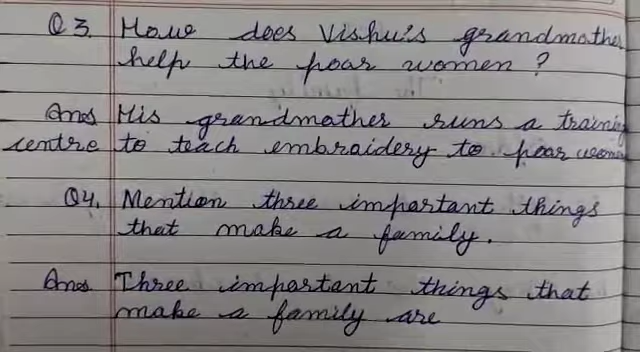 Q 3. How does Vishu's grandmother
help the poor women ?
Ans His grandmother runs a training
centre to teach embroidery to poor women
Q4. Mention three important things
that make a family.
Ans Three important things that
make a family are